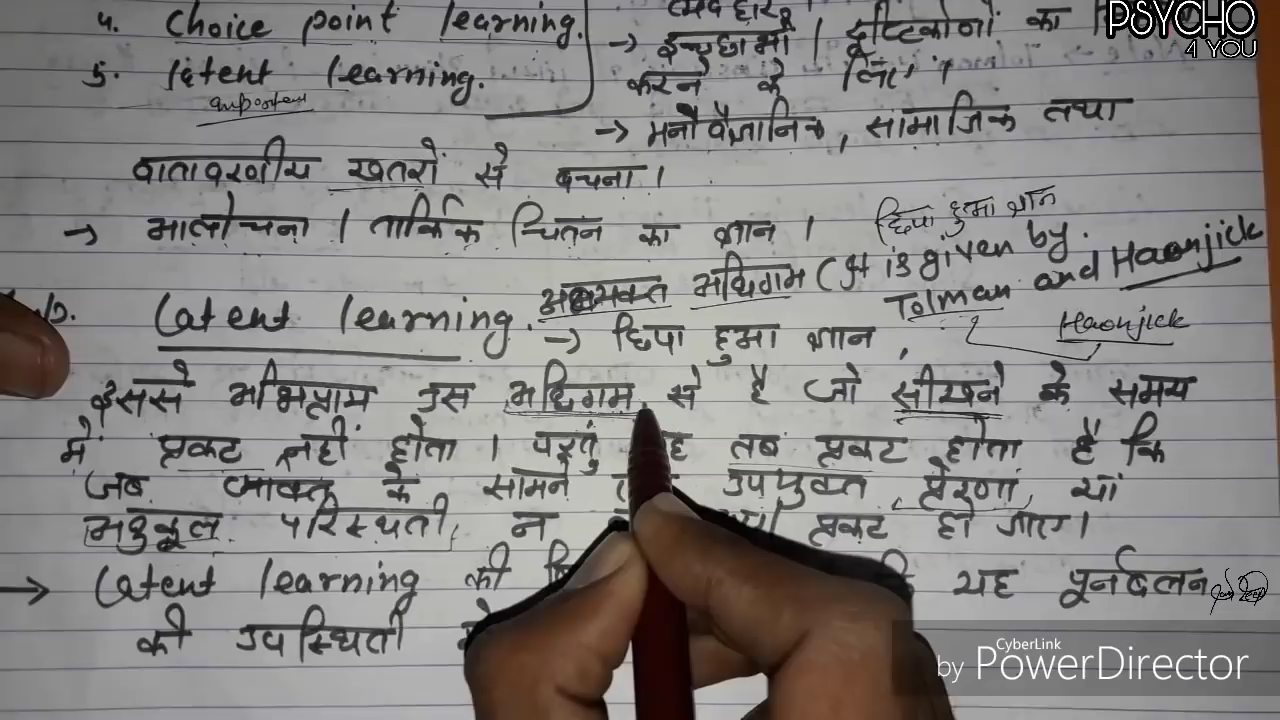 4. Choice point learning.
5. latent learning.
important
→ इच्छाओं / दृष्टिकोणों का
करने के लिए ।
→ मनोवैज्ञानिक, सामाजिक तथा
वातावरणीय खतरों से बचना ।
→ आलोचना / तार्किक चिंतन का ज्ञान ।
छिपा हुआ ज्ञान
Latent learning. अव्यक्त अधिगम (It is given by.
Tolman and Haonjick
→ छिपा हुआ ज्ञान,
Haonjick
इससे अभिप्राय उस अधिगम से है जो सीखने के समय
में प्रकट नहीं होता । परंतु तब प्रकट होता है कि
जब व्यक्ति के सामने उपयुक्त प्रेरणा, या
अनुकूल परिस्थती, न प्रकट हो जाए।
→ Latent learning की यह पूर्नबलन
की उपस्थिती
PSYCHO
4 YOU
CyberLink
by PowerDirector